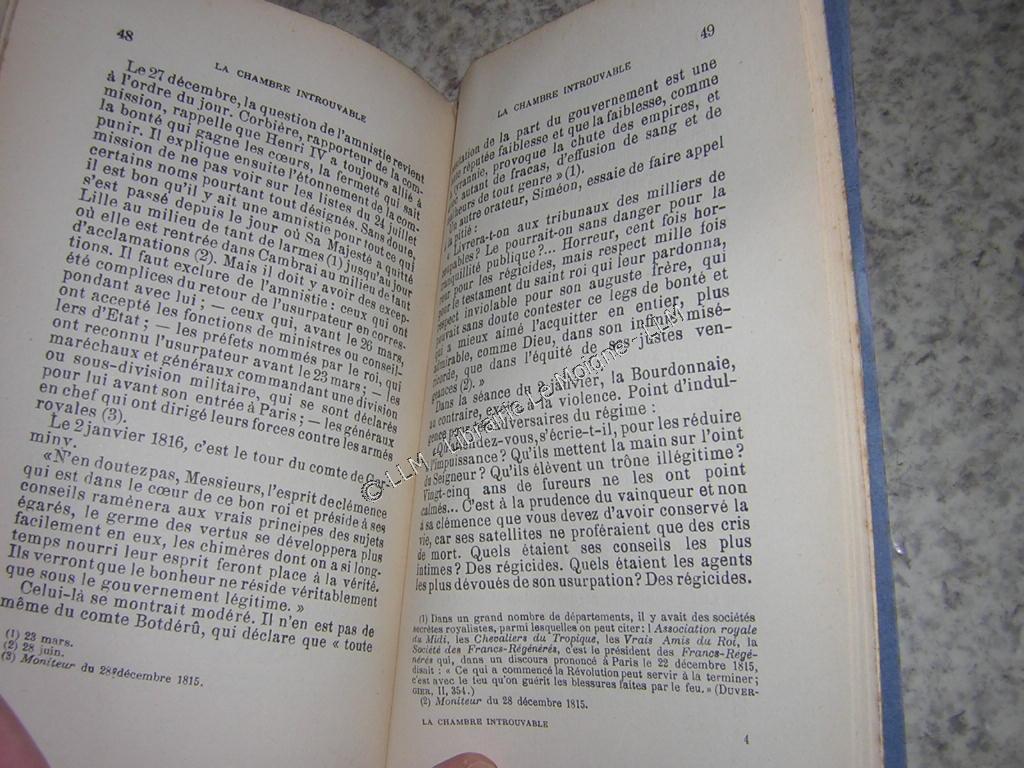 48
LA CHAMBRE INTROUVABLE
Le 27 décembre, la question de l'amnistie revient
à l'ordre du jour. Corbière, rapporteur de la com-
mission, rappelle que Henri IV a toujours allié à
la bonté qui gagne les cœurs, la fermeté qui sait
punir. Il explique ensuite l'étonnement de la com-
mission de ne pas voir sur les listes du 24 juillet
certains noms pourtant tout désignés. Sans doute,
il est bon qu'il y ait une amnistie pour tout ce qui
s'est passé depuis le jour où Sa Majesté a quitté
Lille au milieu de tant de larmes (1) jusqu'au jour
où elle est rentrée dans Cambrai au milieu de tant
d'acclamations (2). Mais il doit y avoir des excep-
tions. Il faut exclure de l'amnistie : ceux qui ont
été complices du retour de l'usurpateur en corres-
pondant avec lui ; — ceux qui, avant le 26 mars,
ont accepté les fonctions de ministres ou conseil-
lers d'Etat ; — les préfets nommés par le roi, qui
ont reconnu l'usurpateur avant le 23 mars ; — les
maréchaux et généraux commandant une division
ou sous-division militaire, qui se sont déclarés
pour lui avant son entrée à Paris ; — les généraux
en chef qui ont dirigé leurs forces contre les armés
royales (3).
Le 2 janvier 1816, c'est le tour du comte de
miny.
«N'en doutez pas, Messieurs, l'esprit de clémence
qui est dans le cœur de ce bon roi et préside à ses
conseils ramènera aux vrais principes des sujets
égarés, le germe des vertus se développera plus
facilement en eux, les chimères dont on a si long-
temps nourri leur esprit feront place à la vérité.
Ils verront que le bonheur ne réside véritablement
que sous le gouvernement légitime. »
Celui-là se montrait modéré. Il n'en est pas de
même du comte Botdérû, qui déclare que « toute
(1) 23 mars.
(2) 28 juin.
(3) Moniteur du 28 décembre 1815.
49
LA CHAMBRE INTROUVABLE
ciation de la part du gouvernement est une
réputée faiblesse et que la faiblesse, comme
tyrannie, provoque la chute des empires, et
autant de fracas, d'effusion de sang et de
lheurs de tout genre » (1).
Un autre orateur, Siméon, essaie de faire appel
à la pitié :
« Livrera-t-on aux tribunaux des milliers de
coupables ? Le pourrait-on sans danger pour la
tranquillité publique ?... Horreur, cent fois hor-
reur pour les régicides, mais respect mille fois
pour le testament du saint roi qui leur pardonna,
respect inviolable pour son auguste frère, qui
pouvait sans doute contester ce legs de bonté et
qui a mieux aimé l'acquitter en entier, plus
admirable, comme Dieu, dans son infinie misé-
ricorde, que dans l'équité de ses justes ven-
geances (2). »
Dans la séance du janvier, la Bourdonnaie,
au contraire, excite à la violence. Point d'indul-
gence pour les adversaires du régime :
« Qu'attendez-vous, s'écrie-t-il, pour les réduire
à l'impuissance ? Qu'ils mettent la main sur l'oint
du Seigneur ? Qu'ils élèvent un trône illégitime ?
Vingt-cinq ans de fureurs ne les ont point
calmés... C'est à la prudence du vainqueur et non
à sa clémence que vous devez d'avoir conservé la
vie, car ses satellites ne proféraient que des cris
de mort. Quels étaient ses conseils les plus
intimes ? Des régicides. Quels étaient les agents
les plus dévoués de son usurpation ? Des régicides.
(1) Dans un grand nombre de départements, il y avait des sociétés
secrètes royalistes, parmi lesquelles on peut citer : l'Association royale
du Midi, les Chevaliers du Tropique, les Vrais Amis du Roi, la
Société des Francs-Régénérés, c'est le président des Francs-Régé-
nérés qui, dans un discours prononcé à Paris le 22 décembre 1815,
disait : « Ce qui a commencé la Révolution peut servir à la terminer ;
c'est avec le feu qu'on guérit les blessures faites par le feu. » (DUVER-
GIER, II, 354.)
(2) Moniteur du 28 décembre 1815.
LA CHAMBRE INTROUVABLE
4
© LLM Librairie Le Moigne - LLM